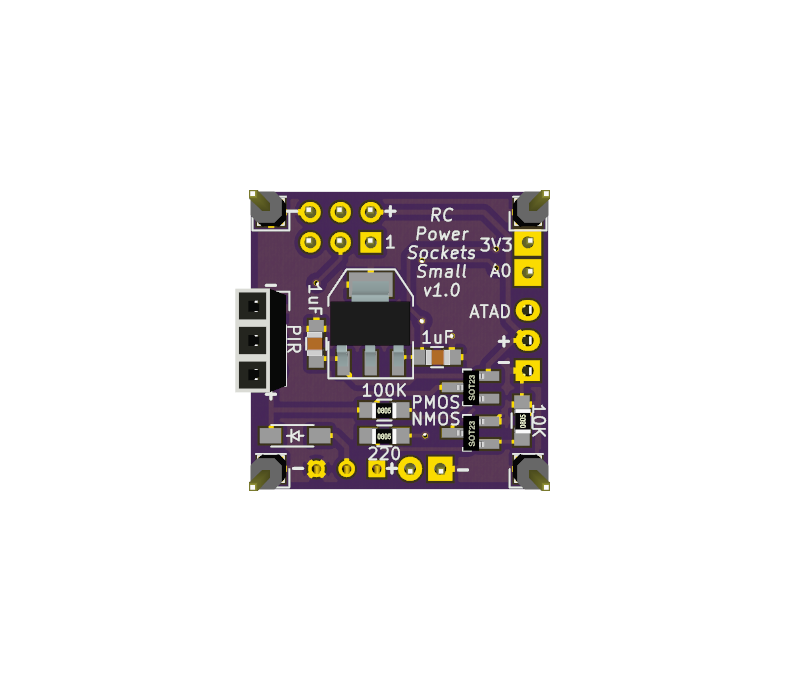 +
RC
Power
Sockets
Small
v1.0
1
3V3
A0
ATAD
+
-
-
1uF
PIR
+
1uF
100K
PMOS
NMOS
SOT23
SOT23
0805
0805
0805
10K
220
-
+
-